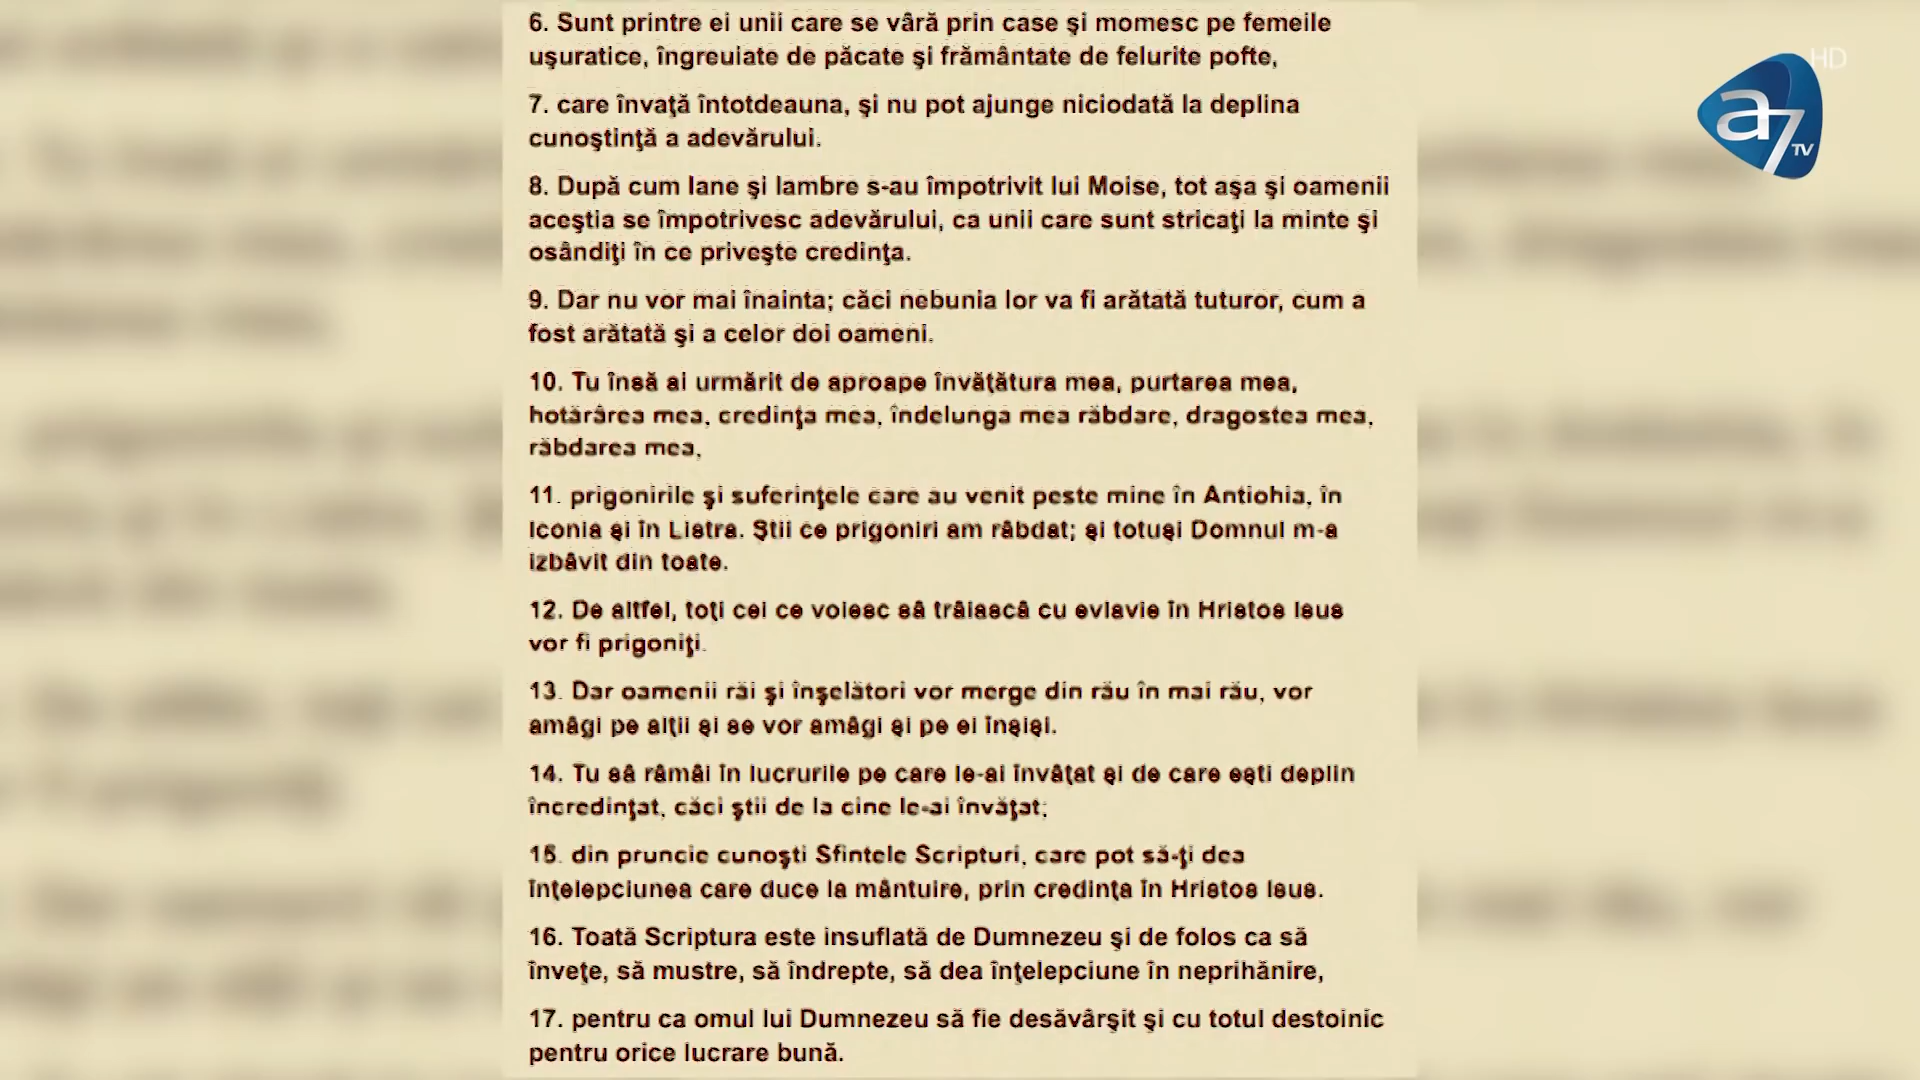 6. Sunt printre ei unii care se vâră prin case şi momesc pe femeile
uşuratice, îngreuiate de păcate şi frământate de felurite pofte,
7. care învaţă întotdeauna, şi nu pot ajunge niciodată la deplina
cunoştinţă a adevărului.
8. După cum Iane şi Iambre s-au împotrivit lui Moise, tot aşa şi oamenii
aceştia se împotrivesc adevărului, ca unii care sunt stricaţi la minte şi
osândiţi în ce priveşte credinţa.
9. Dar nu vor mai înainta; căci nebunia lor va fi arătată tuturor, cum a
fost arătată şi a celor doi oameni.
10. Tu însă ai urmărit de aproape învăţătura mea, purtarea mea,
hotărârea mea, credinţa mea, îndelunga mea răbdare, dragostea mea,
răbdarea mea,
11. prigonirile şi suferinţele care au venit peste mine în Antiohia, în
Iconia şi în Listra. Ştii ce prigoniri am răbdat; şi totuşi Domnul m-a
izbăvit din toate.
12. De altfel, toţi cei ce voiesc să trăiască cu evlavie în Hristos Isus
vor fi prigoniţi.
13. Dar oamenii răi şi înşelători vor merge din rău în mai rău, vor
amăgi pe alţii şi se vor amăgi şi pe ei înşişi.
14. Tu să rămâi în lucrurile pe care le-ai învăţat şi de care eşti deplin
încredinţat, căci ştii de la cine le-ai învăţat;
15. din pruncie cunoşti Sfintele Scripturi, care pot să-ţi dea
înţelepciunea care duce la mântuire, prin credinţa în Hristos Isus.
16. Toată Scriptura este insuflată de Dumnezeu şi de folos ca să
înveţe, să mustre, să îndrepte, să dea înţelepciune în neprihănire,
17. pentru ca omul lui Dumnezeu să fie desăvârşit şi cu totul destoinic
pentru orice lucrare bună.
HD
a7
TV